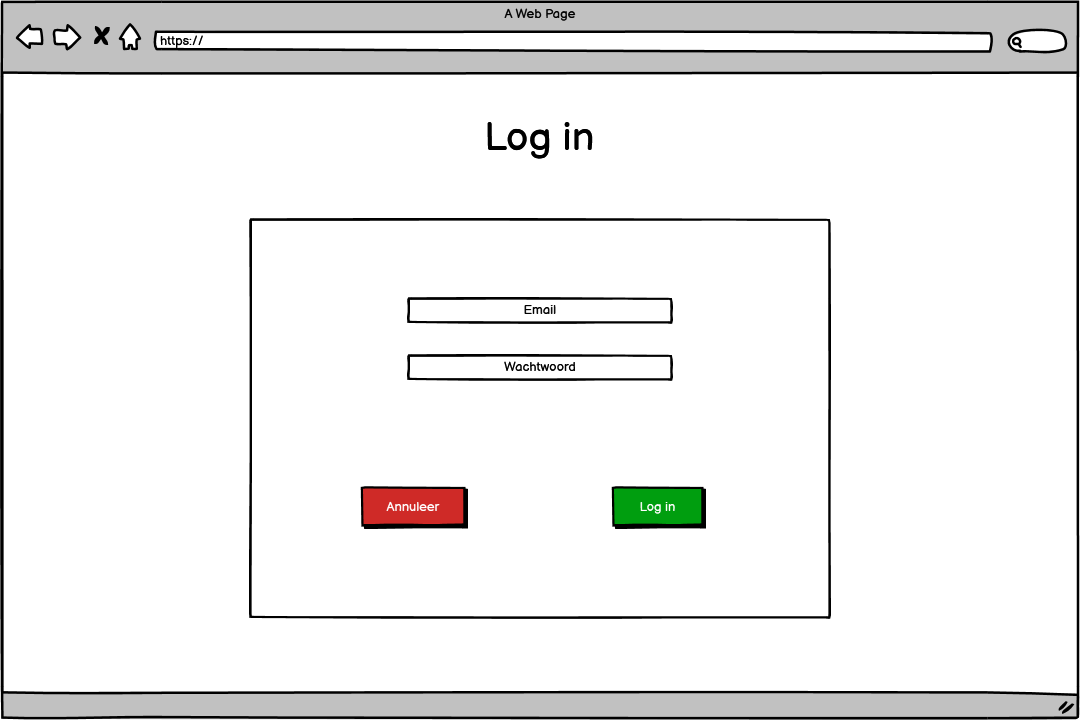 A Web Page
https://
Log in
Email
Wachtwoord
Annuleer
Log in